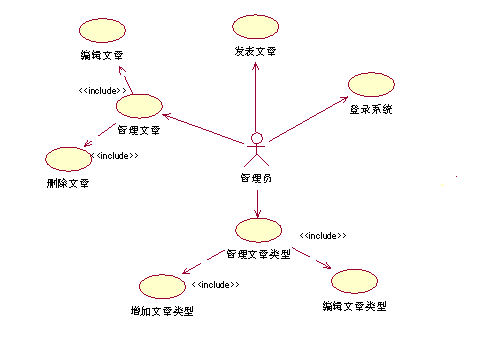 编辑文章
发表文章
<<include>>
登录系统
管理文章
<<include>>
删除文章
管理员
<<include>>
管理文章类型
<<include>>
增加文章类型
编辑文章类型